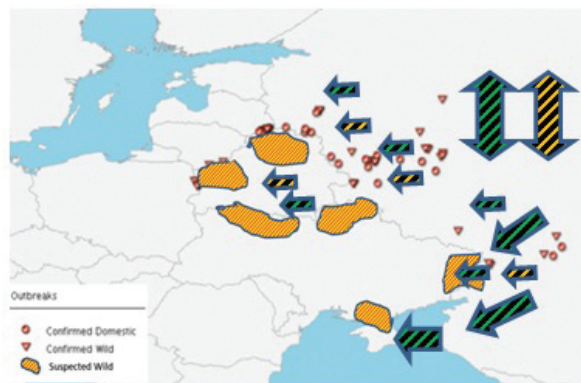 Outbreaks
Confirmed Domestic
Confirmed Wild
Suspected Wild